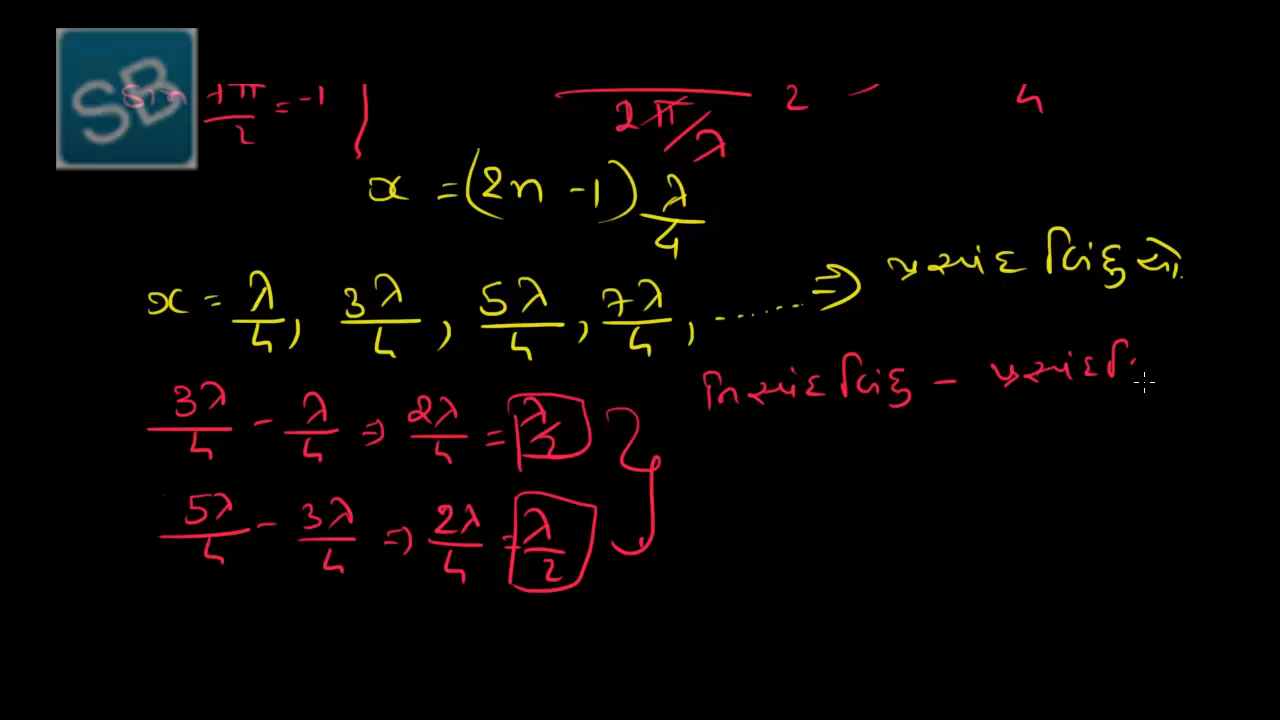 SB
sin π/2 = -1
2π/λ 2 - 4
x = (2n - 1) λ/4
x = λ/4, 3λ/4, 5λ/4, 7λ/4, ........ ⇒ પ્રસ્પંદ બિંદુઓ
નિસ્પંદ બિંદુ - પ્રસ્પંદ બિ
3λ/4 - λ/4 ⇒ 2λ/4 = λ/2
5λ/4 - 3λ/4 ⇒ 2λ/4 = λ/2